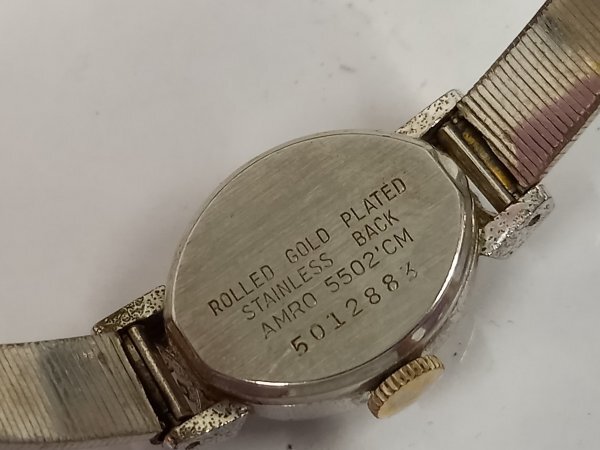 ROLLED GOLD PLATED
STAINLESS BACK
AMRO 5502'CM
5012883